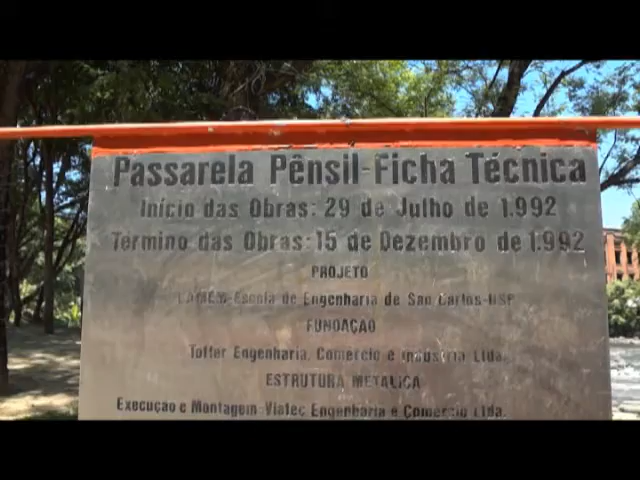 Passarela Pênsil-Ficha Técnica
Início das Obras: 29 de Julho de 1.992
Término das Obras: 15 de Dezembro de 1.992
PROJETO
LAMEM-Escola de Engenharia de São Carlos-USP
FUNDAÇÃO
Engenharia, Comércio e Indústria Ltda.
ESTRUTURA METÁLICA
Execução e Montagem-Viatec Engenharia e Comércio Ltda.